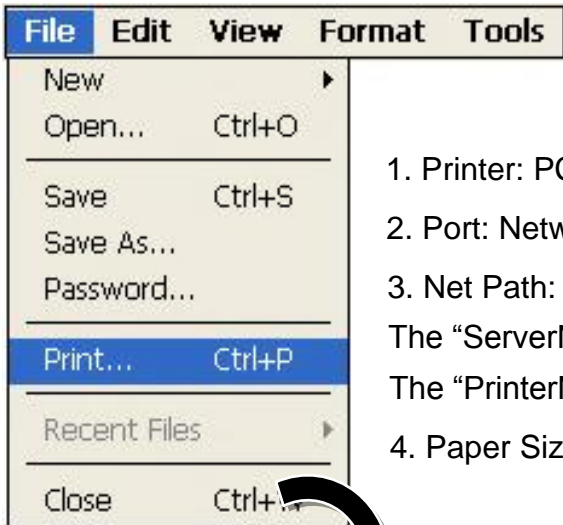 File Edit View Format Tools
New
Open... Ctrl+O
Save Ctrl+S
Save As...
Password...
Print... Ctrl+P
Recent Files
Close
1. Printer:
2. Port:
3. Net Path:
The
The
4. Paper